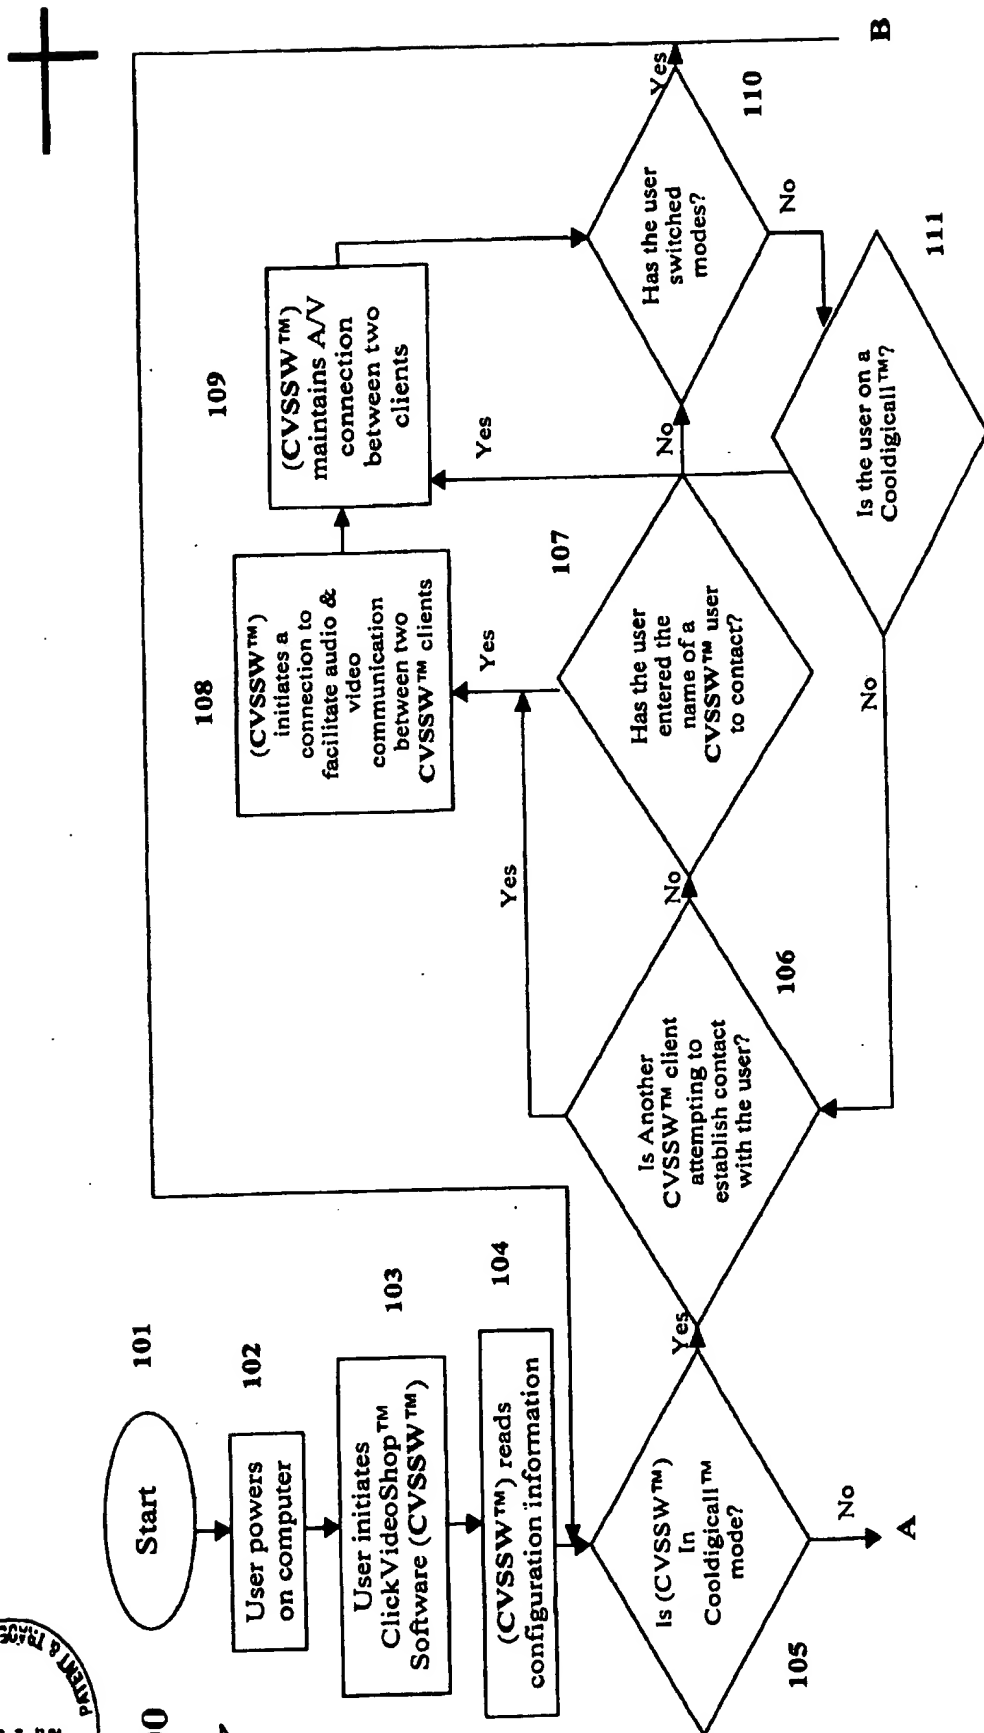 Start
101
User powers
on computer
102
User initiates
ClickVideoShop™
Software (CVSSW™)
103
(CVSSW™) reads
configuration information
104
Is (CVSSW™)
In
Cooldigicall™
mode?
105
Yes
No
A
Is Another
CVSSW™ client
attempting to
establish contact
with the user?
106
Yes
No
Has the user
entered the
name of a
CVSSW™ user
to contact?
107
Yes
No
(CVSSW™)
initiates a
connection to
facilitate audio &
video
communication
between two
CVSSW™ clients
108
(CVSSW™)
maintains A/V
connection
between two
clients
109
Has the user
switched
modes?
110
Yes
No
B
Is the user on a
Cooldigicall™?
111
Yes
No
PATENT & TRADE